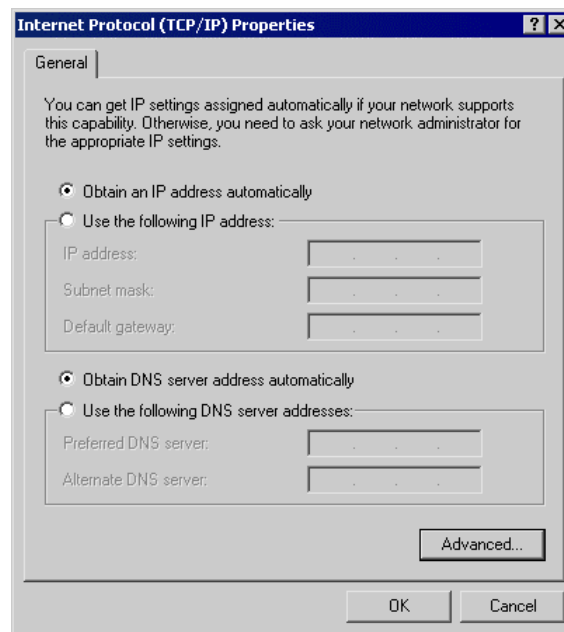 Internet Protocol (TCP/IP) Properties
General
You can get IP settings assigned automatically if your network supports
this capability. Otherwise, you need to ask your network administrator for
the appropriate IP settings.
Obtain an IP address automatically
Use the following IP address:
IP address:
Subnet mask:
Default gateway:
Obtain DNS server address automatically
Use the following DNS server addresses:
Preferred DNS server:
Alternate DNS server:
Advanced...
OK
Cancel